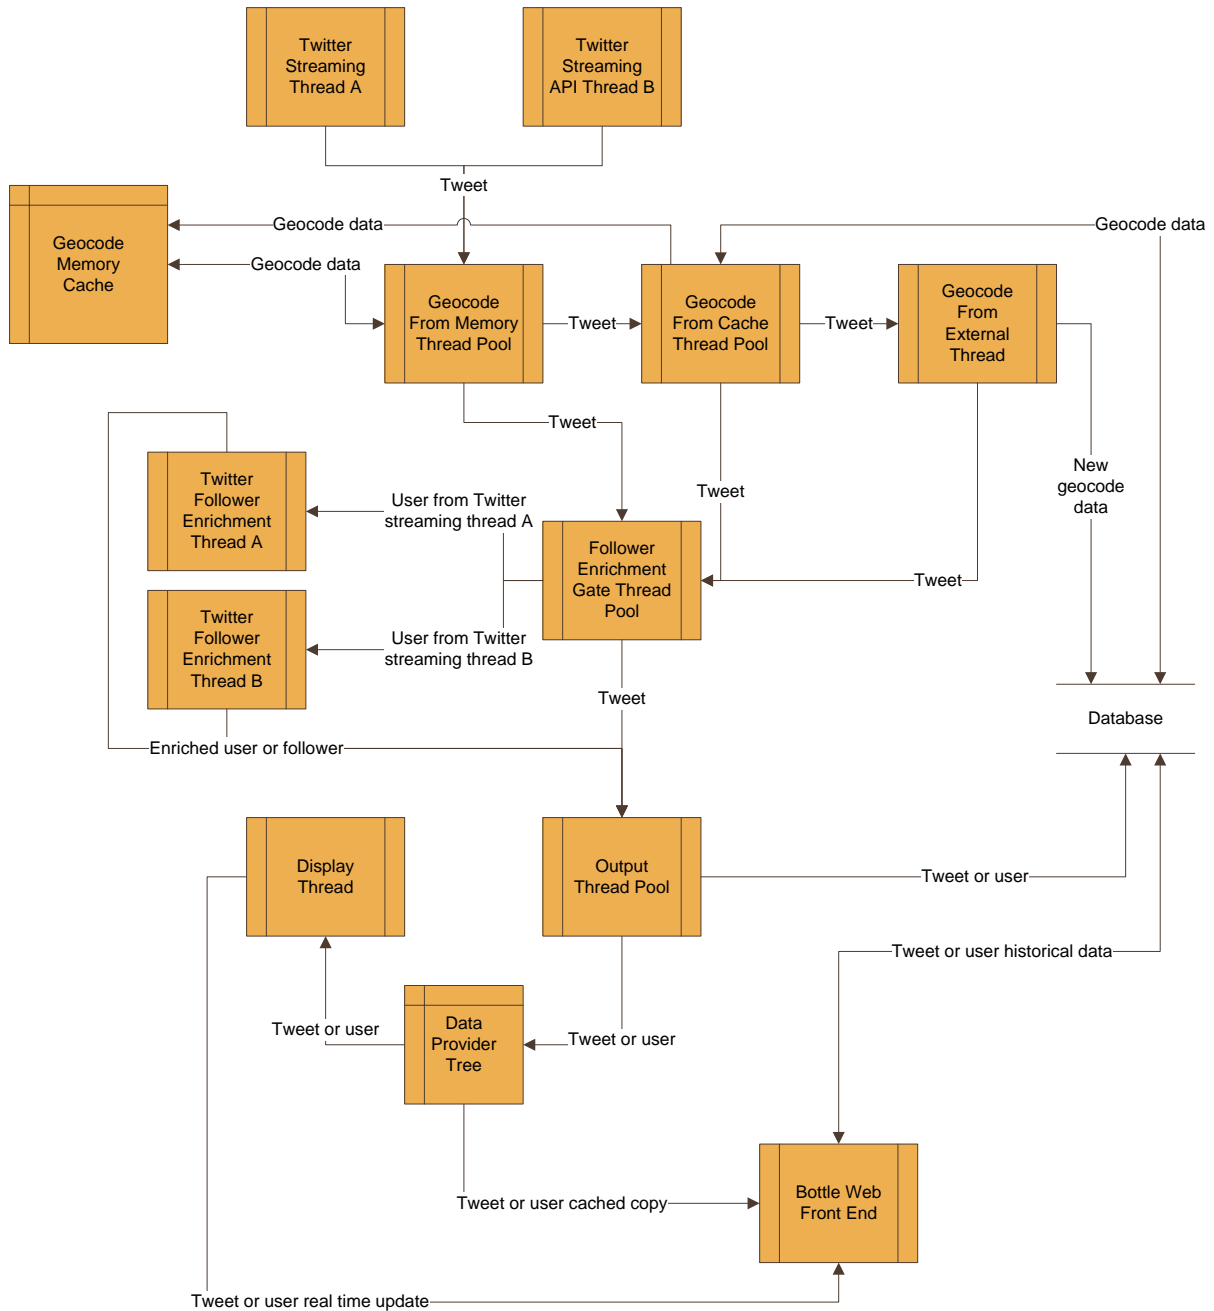 Twitter
Streaming
Thread A
Twitter
Streaming
API Thread B
Tweet
Geocode
Memory
Cache
Geocode data
Geocode data
Geocode data
Geocode
From Memory
Thread Pool
Tweet
Geocode
From Cache
Thread Pool
Tweet
Geocode
From
External
Thread
Tweet
Tweet
New
geocode
data
Twitter
Follower
Enrichment
Thread A
User from Twitter
streaming thread A
Follower
Enrichment
Gate Thread
Pool
Tweet
Twitter
Follower
Enrichment
Thread B
User from Twitter
streaming thread B
Tweet
Database
Enriched user or follower
Display
Thread
Output
Thread Pool
Tweet or user
Tweet or user historical data
Tweet or user
Data
Provider
Tree
Tweet or user
Tweet or user cached copy
Bottle Web
Front End
Tweet or user real time update